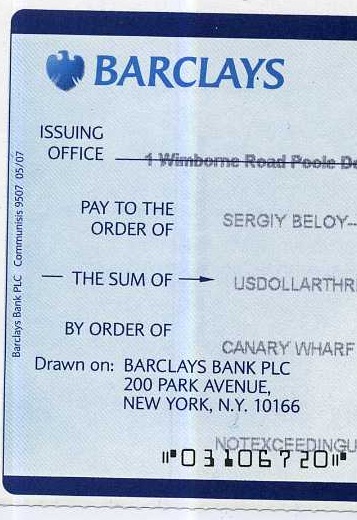 BARCLAYS
ISSUING
OFFICE 1 Wimborne Road Poole
PAY TO THE
ORDER OF SERGIY BELOY--
THE SUM OF USDOLLARTHR
BY ORDER OF
CANARY WHARF
Drawn on: BARCLAYS BANK PLC
200 PARK AVENUE,
NEW YORK, N.Y. 10166
NOTEXCEEDINGU
⑈03106720⑈
Barclays Bank PLC Communisis 9507 05/07